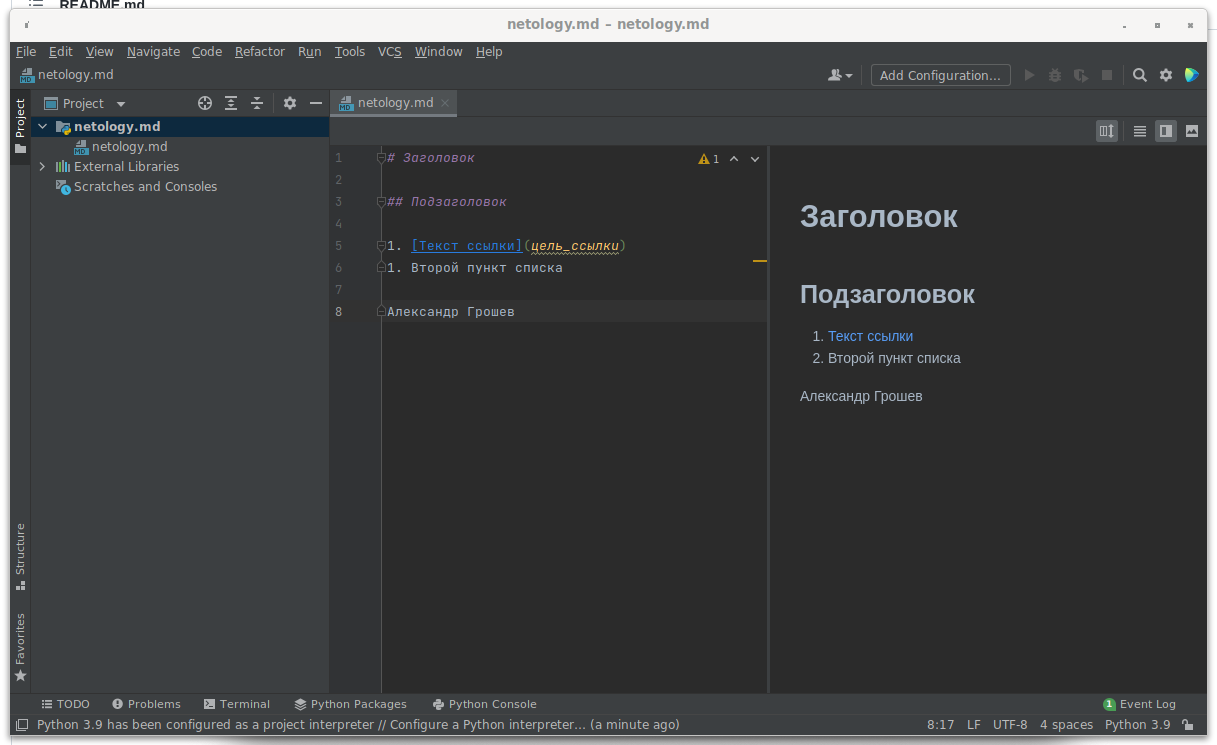 README.md
netology.md – netology.md
File Edit View Navigate Code Refactor Run Tools VCS Window Help
netology.md Add Configuration...
Project netology.md
netology.md
netology.md
External Libraries
Scratches and Consoles
Project
Structure
Favorites
1 # Заголовок 1
2
3 ## Подзаголовок
4
5 1. [Текст ссылки](цель_ссылки)
6 1. Второй пункт списка
7
8 Александр Грошев
Заголовок
Подзаголовок
1. Текст ссылки
2. Второй пункт списка
Александр Грошев
TODO Problems Terminal Python Packages Python Console 1 Event Log
Python 3.9 has been configured as a project interpreter // Configure a Python interpreter... (a minute ago) 8:17 LF UTF-8 4 spaces Python 3.9